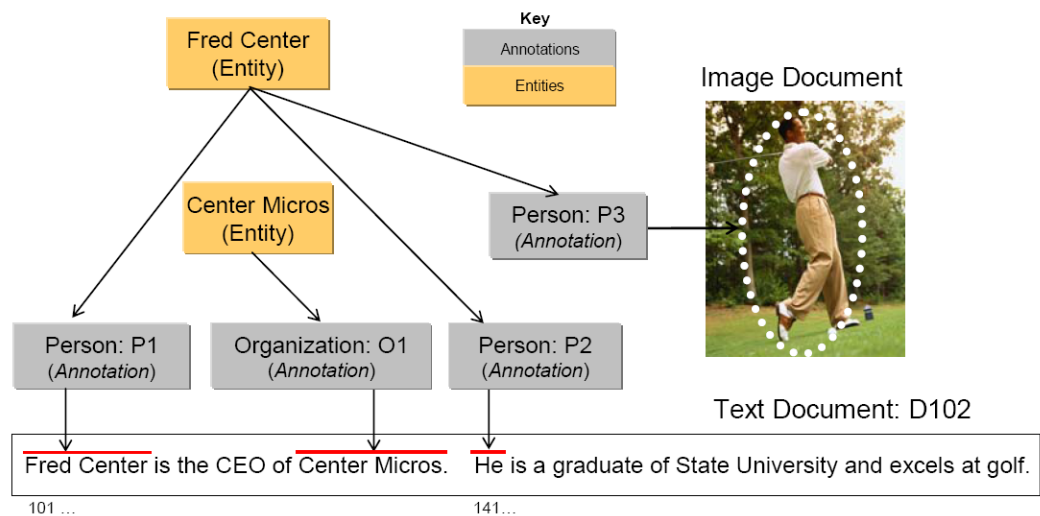 Key
Annotations
Entities
Fred Center
(Entity)
Image Document
Center Micros
(Entity)
Person: P3
(Annotation)
Person: P1
(Annotation)
Organization: O1
(Annotation)
Person: P2
(Annotation)
Text Document: D102
Fred Center is the CEO of Center Micros. He is a graduate of State University and excels at golf.
101 ...
141...